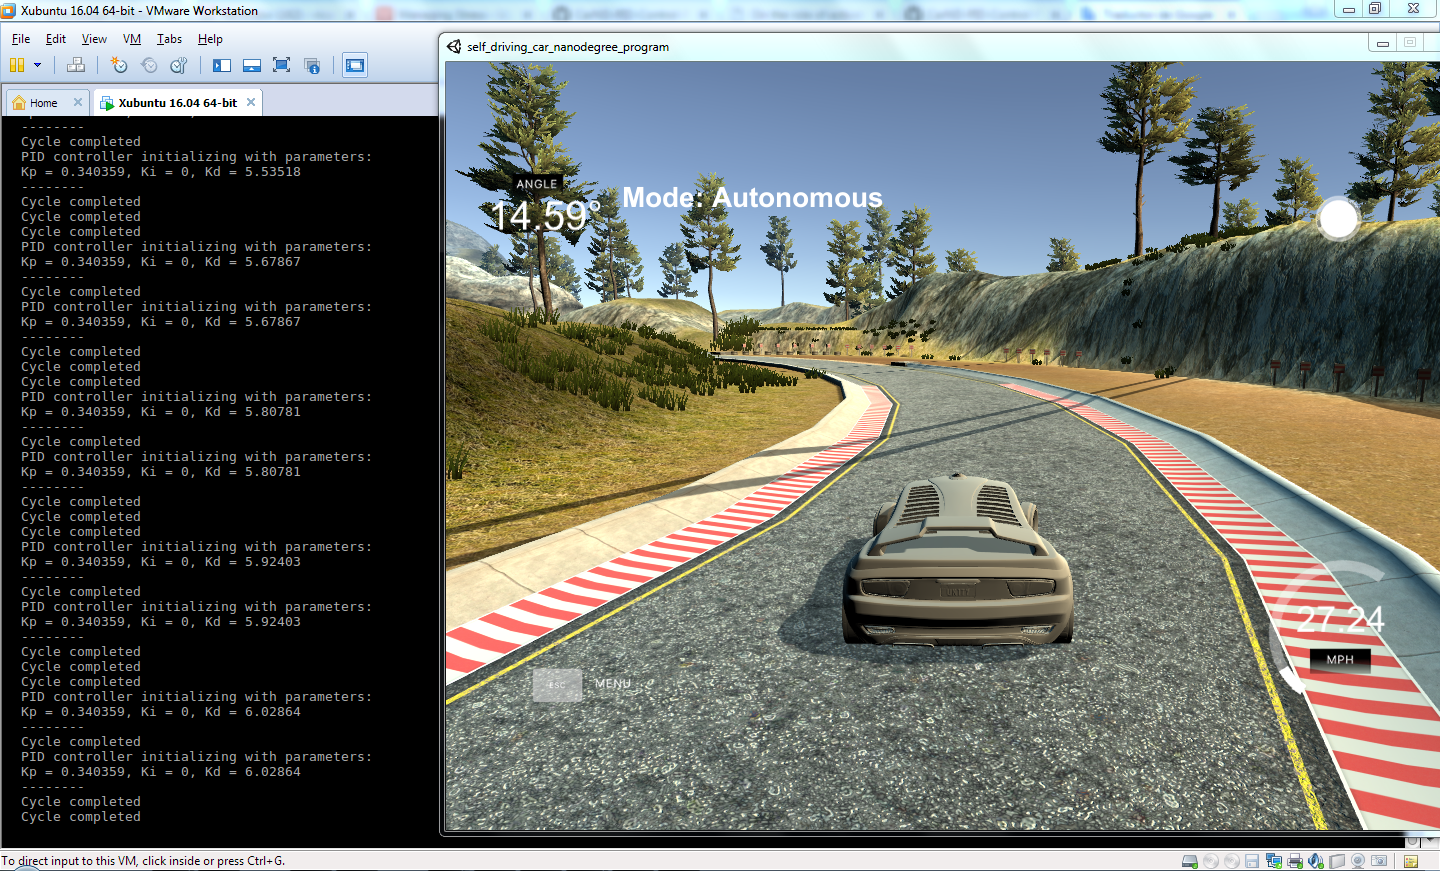 Xubuntu 16.04 64-bit - VMware Workstation
File Edit View VM Tabs Help
self_driving_car_nanodegree_program
Home
Xubuntu 16.04 64-bit
--------
Cycle completed
PID controller initializing with parameters:
Kp = 0.340359, Ki = 0, Kd = 5.53518
--------
Cycle completed
Cycle completed
Cycle completed
PID controller initializing with parameters:
Kp = 0.340359, Ki = 0, Kd = 5.67867
--------
Cycle completed
PID controller initializing with parameters:
Kp = 0.340359, Ki = 0, Kd = 5.67867
--------
Cycle completed
Cycle completed
Cycle completed
PID controller initializing with parameters:
Kp = 0.340359, Ki = 0, Kd = 5.80781
--------
Cycle completed
PID controller initializing with parameters:
Kp = 0.340359, Ki = 0, Kd = 5.80781
--------
Cycle completed
Cycle completed
Cycle completed
PID controller initializing with parameters:
Kp = 0.340359, Ki = 0, Kd = 5.92403
--------
Cycle completed
PID controller initializing with parameters:
Kp = 0.340359, Ki = 0, Kd = 5.92403
--------
Cycle completed
Cycle completed
Cycle completed
PID controller initializing with parameters:
Kp = 0.340359, Ki = 0, Kd = 6.02864
--------
Cycle completed
PID controller initializing with parameters:
Kp = 0.340359, Ki = 0, Kd = 6.02864
--------
Cycle completed
Cycle completed
ANGLE
14.59°
Mode: Autonomous
27.24
MPH
ESC
MENU
To direct input to this VM, click inside or press Ctrl+G.